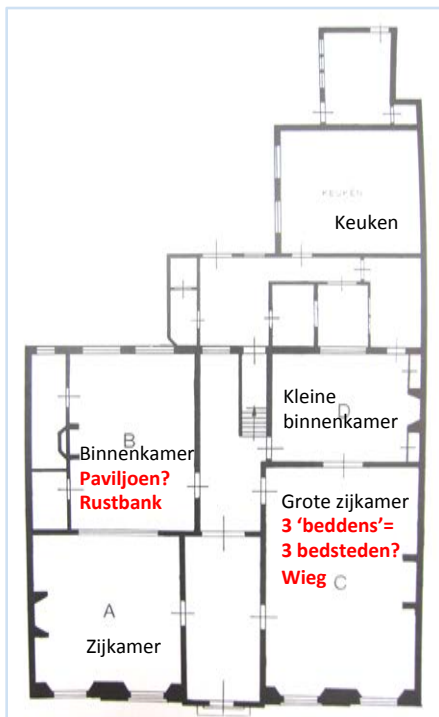 KEUKEN
Keuken
Kleine
binnenkamer
D
B
Binnenkamer
Paviljoen?
Rustbank
Grote zijkamer
3 ‘beddens’=
3 bedsteden?
Wieg
C
A
Zijkamer